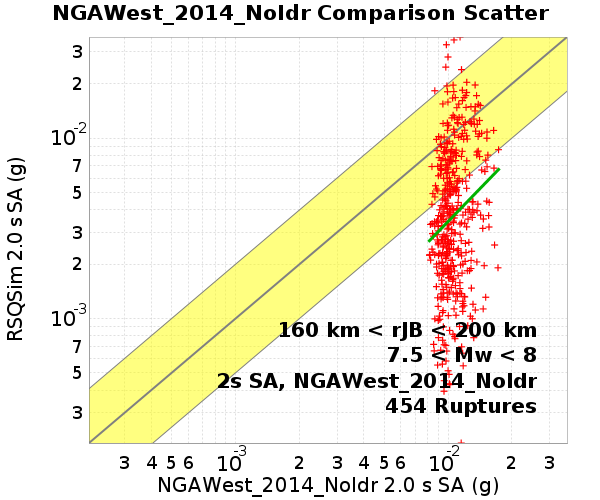 NGAWest_2014_NoIdr Comparison Scatter
3
2
10-2
7
5
3
2
10-3
7
5
3
RSQSim 2.0 s SA (g)
160 km < rJB < 200 km
7.5 < Mw < 8
2s SA, NGAWest_2014_NoIdr
454 Ruptures
3 4 5 6 10-3 2 3 4 5 6 10-2 2 3
NGAWest_2014_NoIdr 2.0 s SA (g)